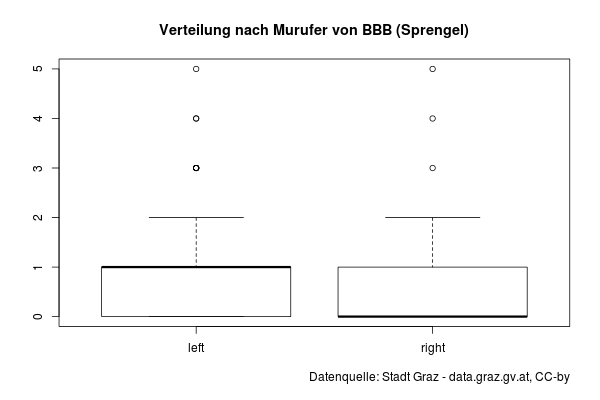 Verteilung nach Murufer von BBB (Sprengel)
5
4
3
2
1
0
left
right
Datenquelle: Stadt Graz - data.graz.gv.at, CC-by